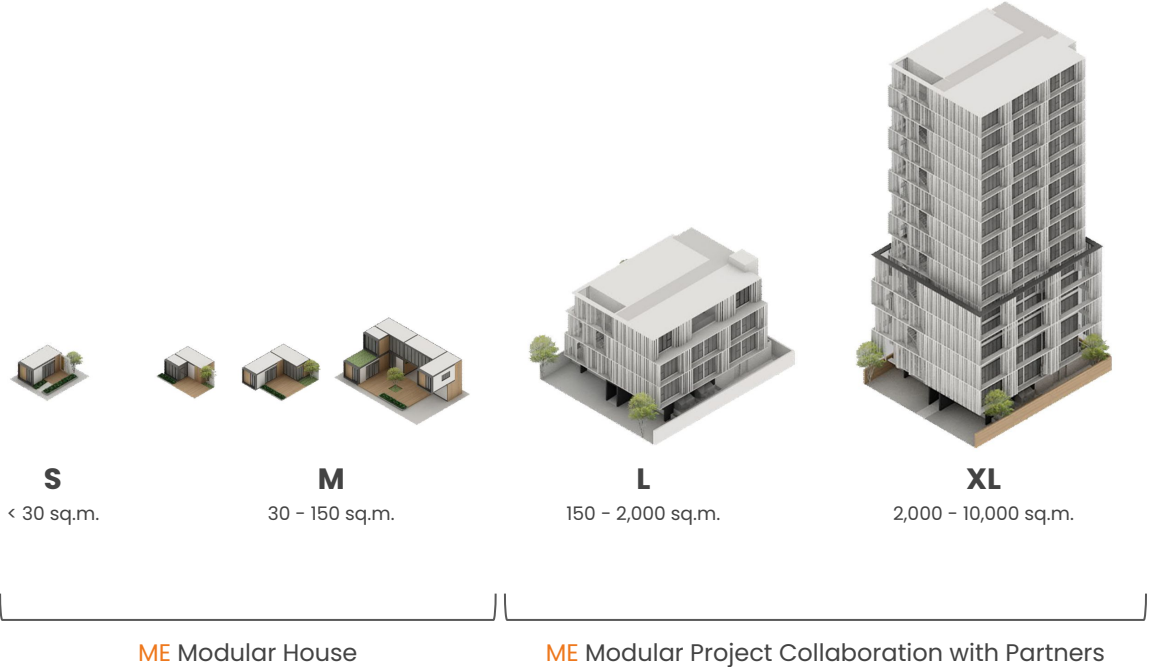 S
< 30 sq.m.
M
30 - 150 sq.m.
L
150 - 2,000 sq.m.
XL
2,000 - 10,000 sq.m.
ME Modular House
ME Modular Project Collaboration with Partners